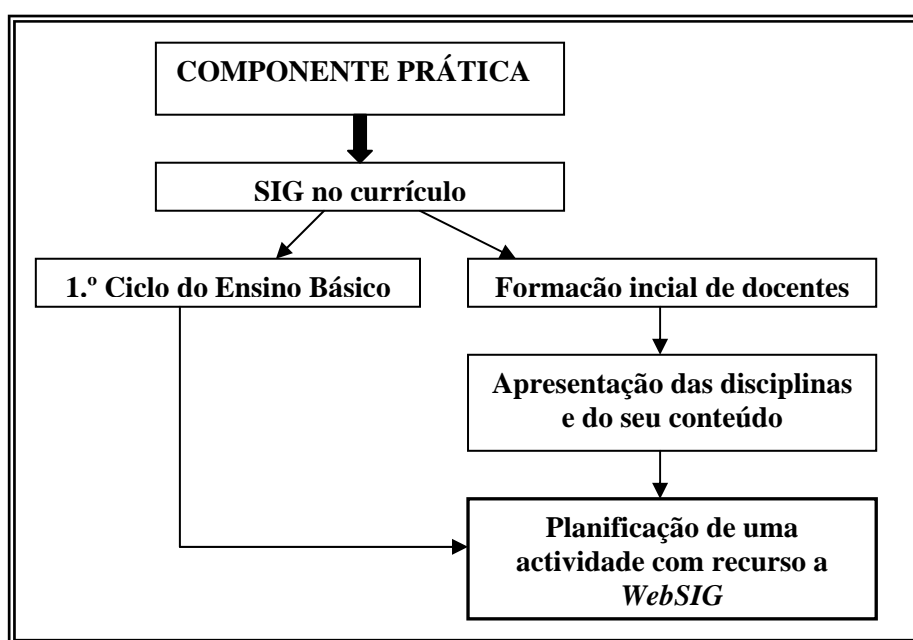 COMPONENTE PRÁTICA
SIG no currículo
1.º Ciclo do Ensino Básico
Formacão incial de docentes
Apresentação das disciplinas
e do seu conteúdo
Planificação de uma
actividade com recurso a
WebSIG